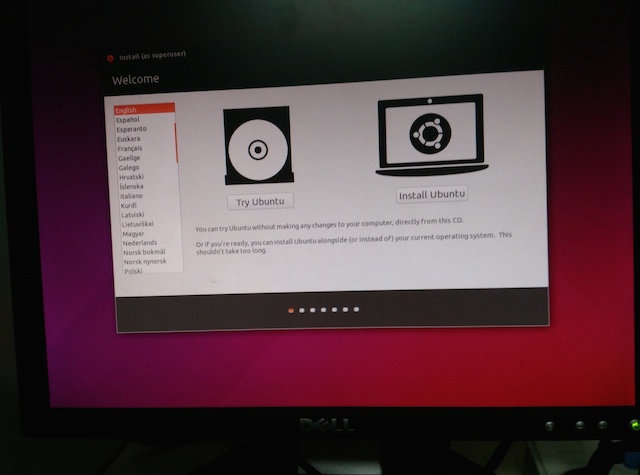 Install (as superuser)
Welcome
English
Español
Esperanto
Euskara
Français
Gaeilge
Galego
Hrvatski
Íslenska
Italiano
Kurdî
Latviski
Lietuviškai
Magyar
Nederlands
Norsk bokmål
Norsk nynorsk
Polski
Try Ubuntu
Install Ubuntu
You can try Ubuntu without making any changes to your computer, directly from this CD.
Or if you're ready, you can install Ubuntu alongside (or instead of) your current operating system. This
shouldn't take too long.
DELL